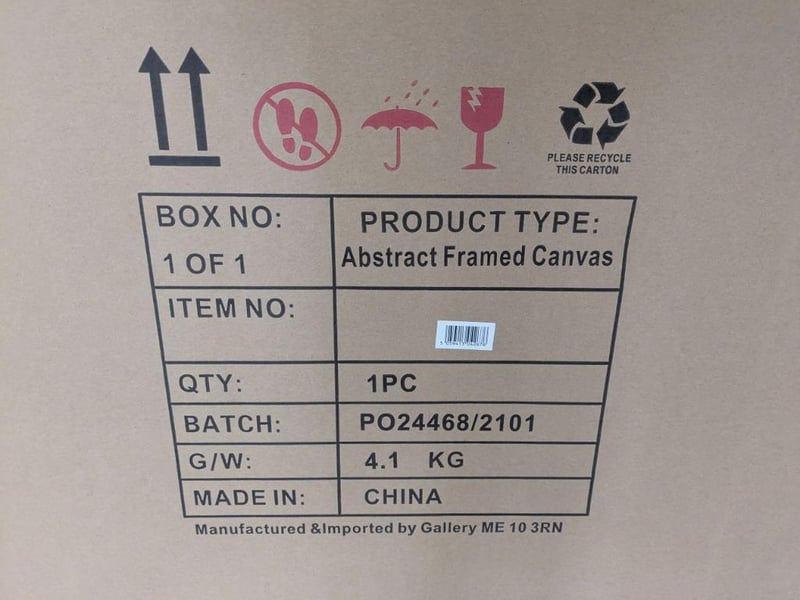 PLEASE RECYCLE
THIS CARTON
BOX NO:
1 OF 1
PRODUCT TYPE:
Abstract Framed Canvas
ITEM NO:
QTY: 1PC
BATCH: PO24468/2101
G/W: 4.1 KG
MADE IN: CHINA
Manufactured &Imported by Gallery ME 10 3RN